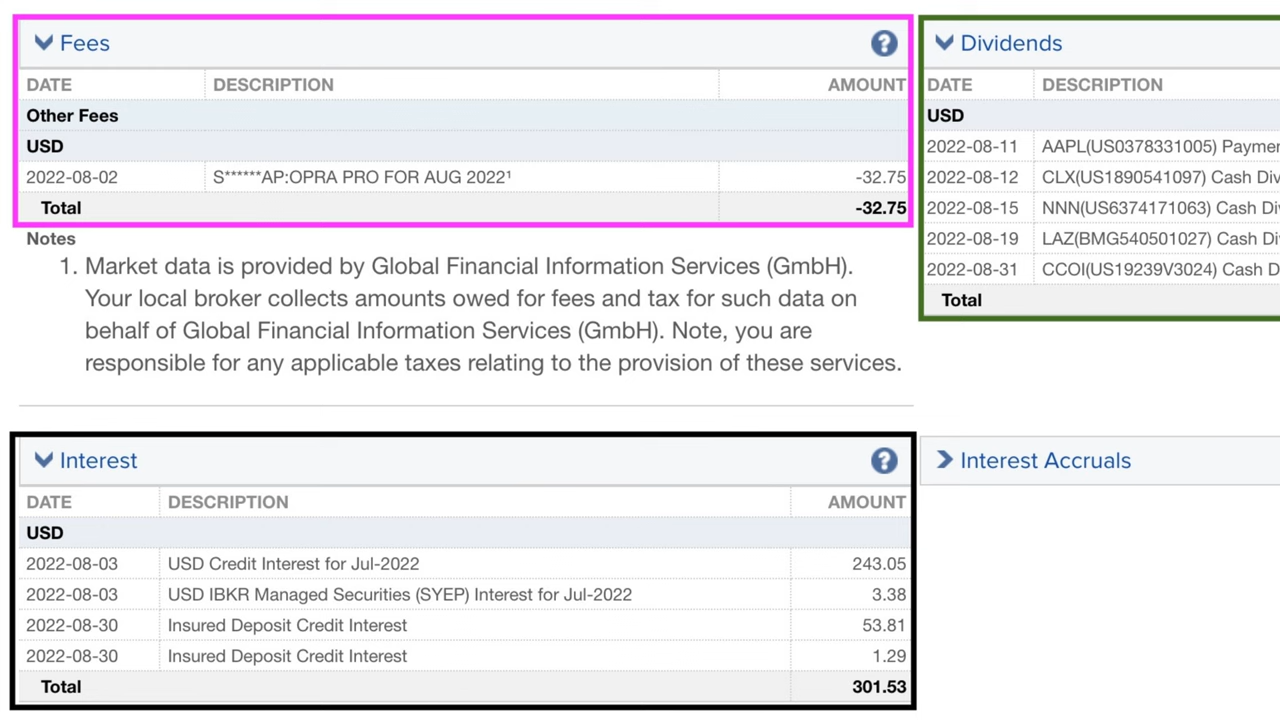 Fees
DATE DESCRIPTION AMOUNT
Other Fees
USD
2022-08-02 S******AP:OPRA PRO FOR AUG 2022¹ -32.75
Total -32.75
Notes
1. Market data is provided by Global Financial Information Services (GmbH).
Your local broker collects amounts owed for fees and tax for such data on
behalf of Global Financial Information Services (GmbH). Note, you are
responsible for any applicable taxes relating to the provision of these services.
Dividends
DATE DESCRIPTION
USD
2022-08-11 AAPL(US0378331005)
2022-08-12 CLX(US1890541097) Cash
2022-08-15 NNN(US6374171063) Cash
2022-08-19 LAZ(BMG540501027) Cash
2022-08-31 CCOI(US19239V3024) Cash
Total
Interest
DATE DESCRIPTION AMOUNT
USD
2022-08-03 USD Credit Interest for Jul-2022 243.05
2022-08-03 USD IBKR Managed Securities (SYEP) Interest for Jul-2022 3.38
2022-08-30 Insured Deposit Credit Interest 53.81
2022-08-30 Insured Deposit Credit Interest 1.29
Total 301.53
Interest Accruals